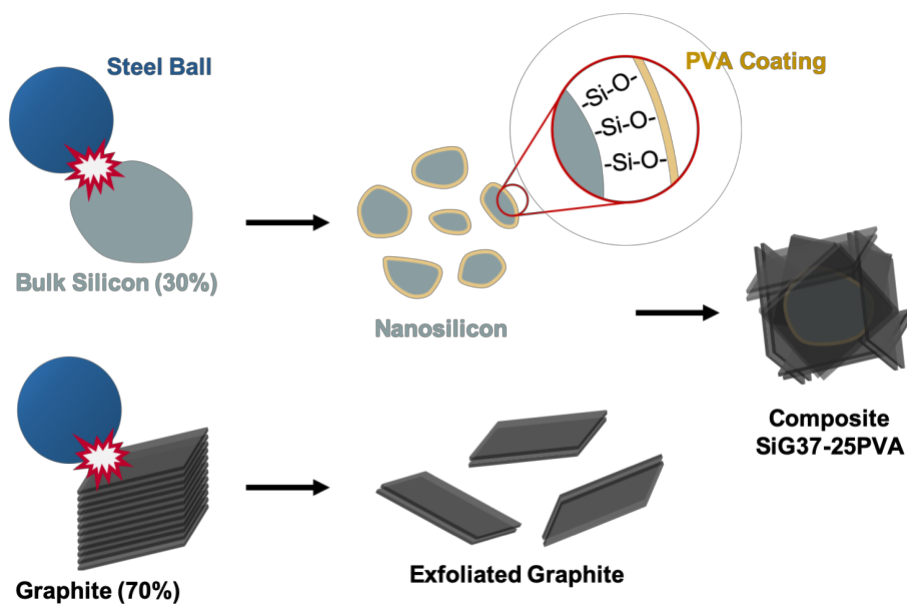 Steel Ball
PVA Coating
-Si-O-
-Si-O-
-Si-O-
Bulk Silicon (30%)
Nanosilicon
Composite
SiG37-25PVA
Graphite (70%)
Exfoliated Graphite